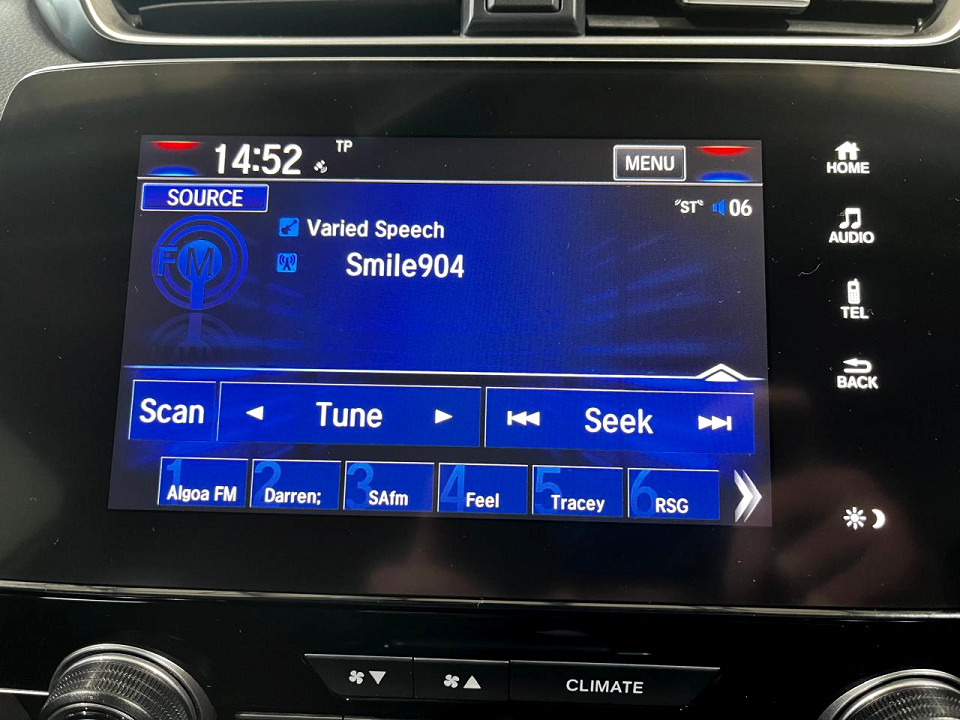 14:52 TP MENU
HOME
SOURCE
"ST" 06
Varied Speech
FM
Smile904
AUDIO
TEL
BACK
Scan ◄ Tune ► Seek
1 Algoa FM
2 Darren;
3 SAfm
4 Feel
5 Tracey
6 RSG
CLIMATE